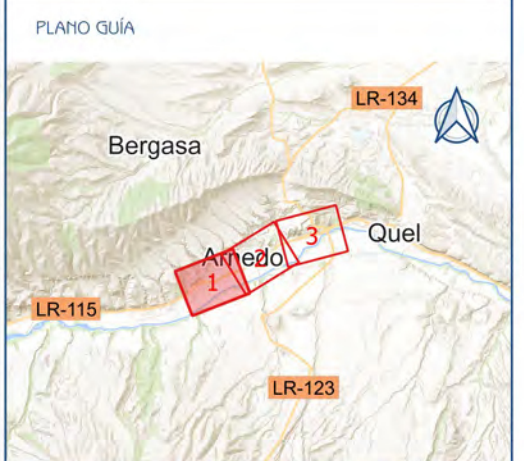 PLANO GUÍA
LR-134
Bergasa
3
Quel
Arnedo
2
1
LR-115
LR-123